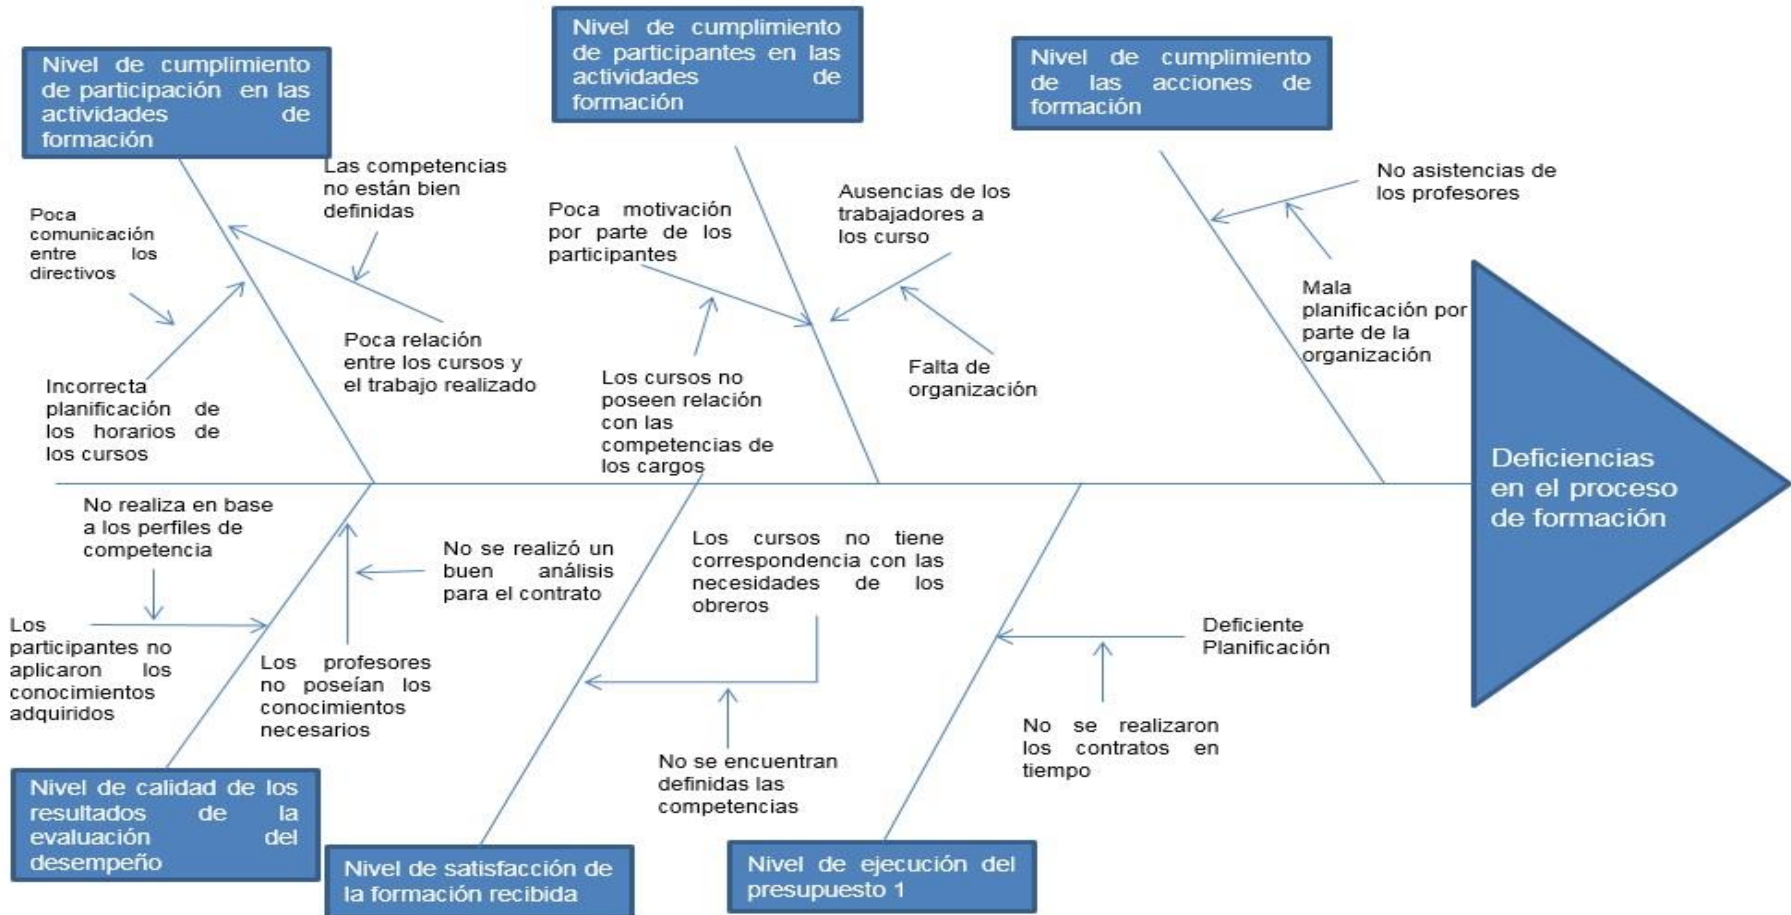 Nivel de cumplimiento
de participación en las
actividades de
formación
Nivel de cumplimiento
de participantes en las
actividades de
formación
Nivel de cumplimiento
de las acciones de
formación
Poca
comunicación
entre los
directivos
Las competencias
no están bien
definidas
Incorrecta
planificación de
los horarios de
los cursos
Poca relación
entre los cursos y
el trabajo realizado
Poca motivación
por parte de los
participantes
Ausencias de los
trabajadores a
los curso
Los cursos no
poseen relación
con las
competencias de
los cargos
Falta de
organización
No asistencias de
los profesores
Mala
planificación por
parte de la
organización
Deficiencias
en el proceso
de formación
No realiza en base
a los perfiles de
competencia
Los
participantes no
aplicaron los
conocimientos
adquiridos
No se realizó un
buen análisis
para el contrato
Los profesores
no poseían los
conocimientos
necesarios
Los cursos no tiene
correspondencia con las
necesidades de los
obreros
No se encuentran
definidas las
competencias
Deficiente
Planificación
No se realizaron
los contratos en
tiempo
Nivel de calidad de los
resultados de la
evaluación del
desempeño
Nivel de satisfacción de
la formación recibida
Nivel de ejecución del
presupuesto 1